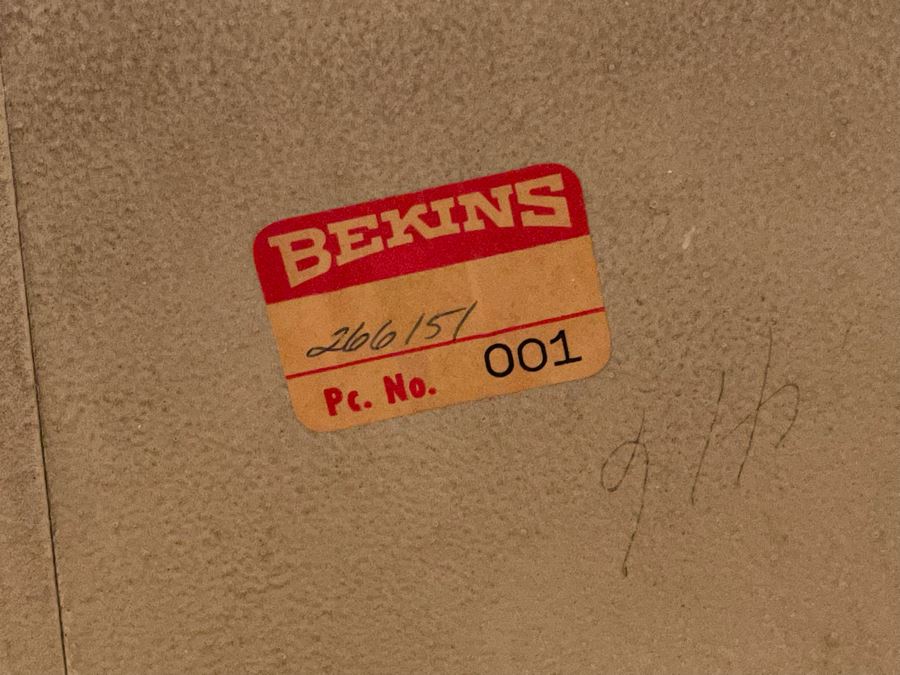 BEKINS
266151
Pc. No. 001